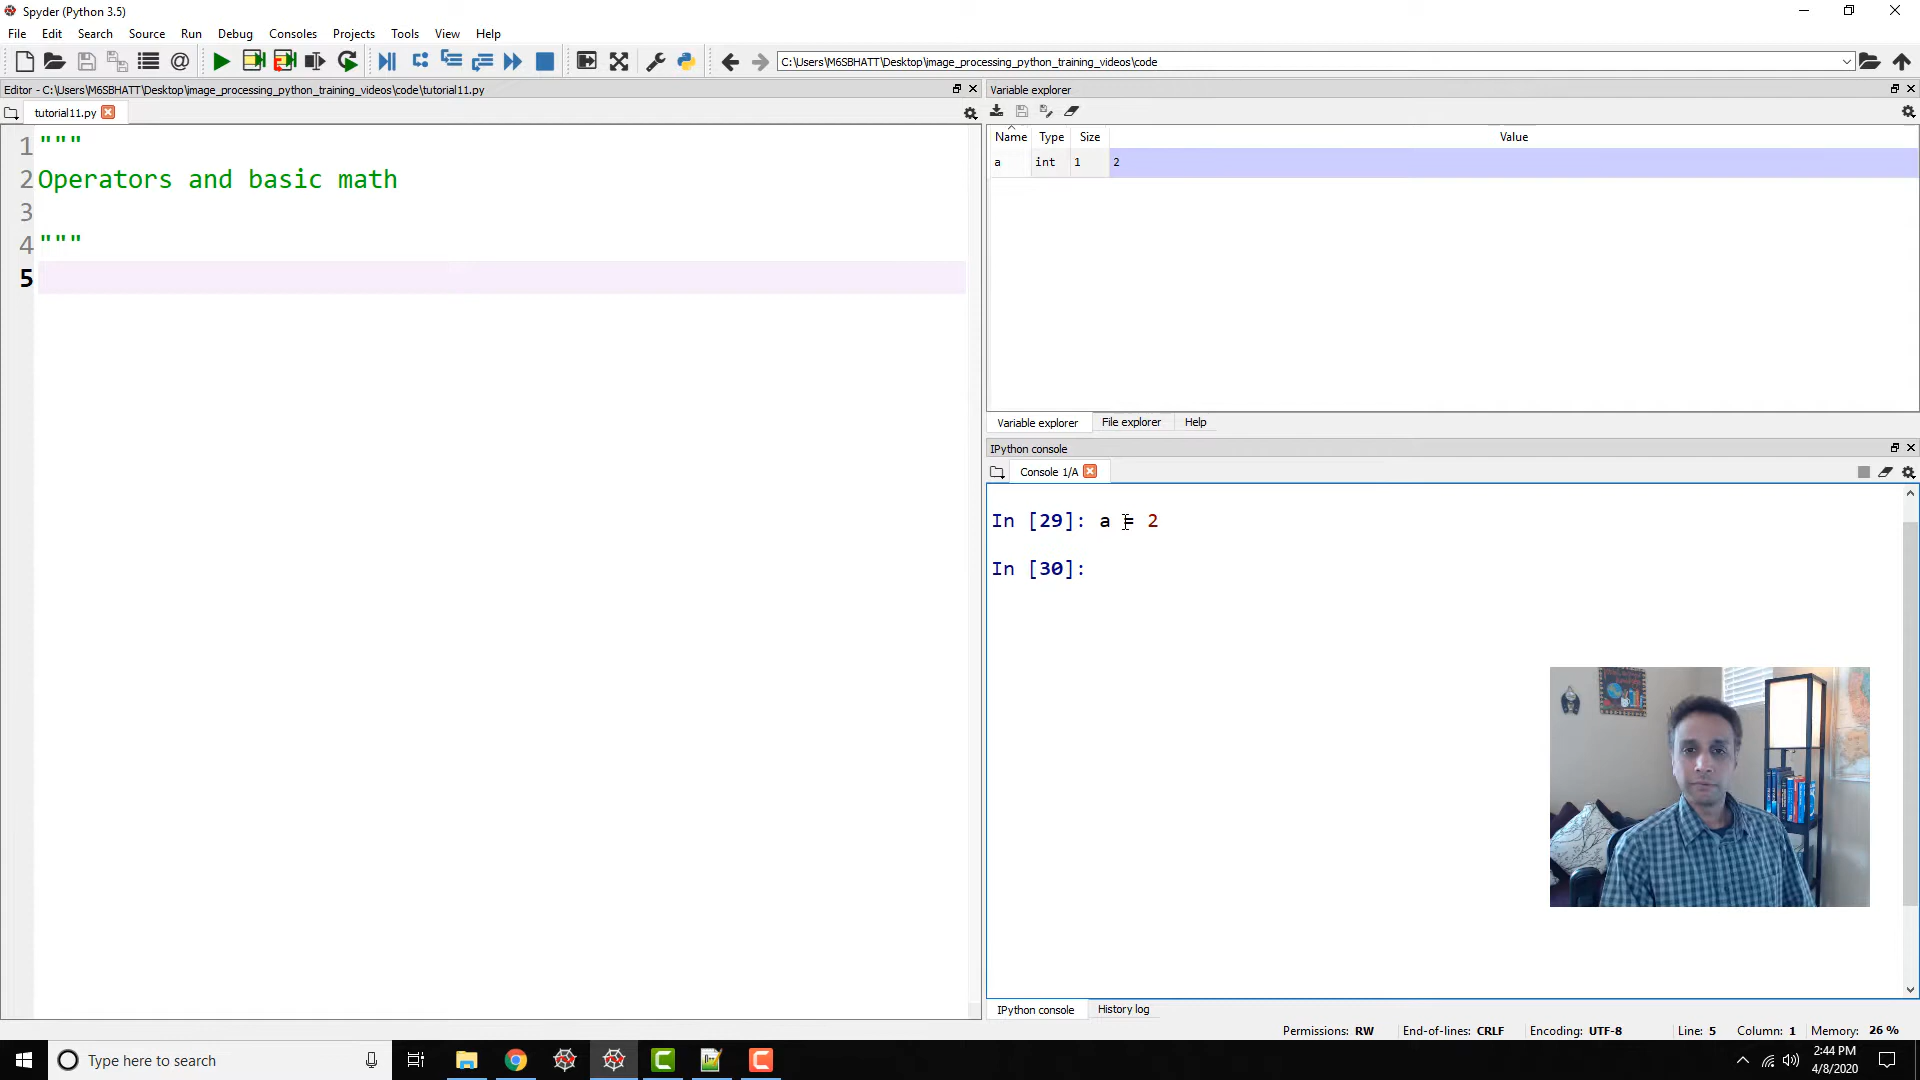 Spyder (Python 3.5)
File Edit Search Source Run Debug Consoles Projects Tools View Help
C:\Users\M6SBHATT\Desktop\image_processing_python_training_videos\code
Editor - C:\Users\M6SBHATT\Desktop\image_processing_python_training_videos\code\tutorial11.py
tutorial11.py
1 """
2 Operators and basic math
3
4 """
5
Variable explorer
Name Type Size Value
a int 1 2
Variable explorer File explorer Help
IPython console
Console 1/A
In [29]: a = 2
In [30]:
IPython console History log
Permissions: RW End-of-lines: CRLF Encoding: UTF-8 Line: 5 Column: 1 Memory: 26 %
Type here to search
2:44 PM
4/8/2020